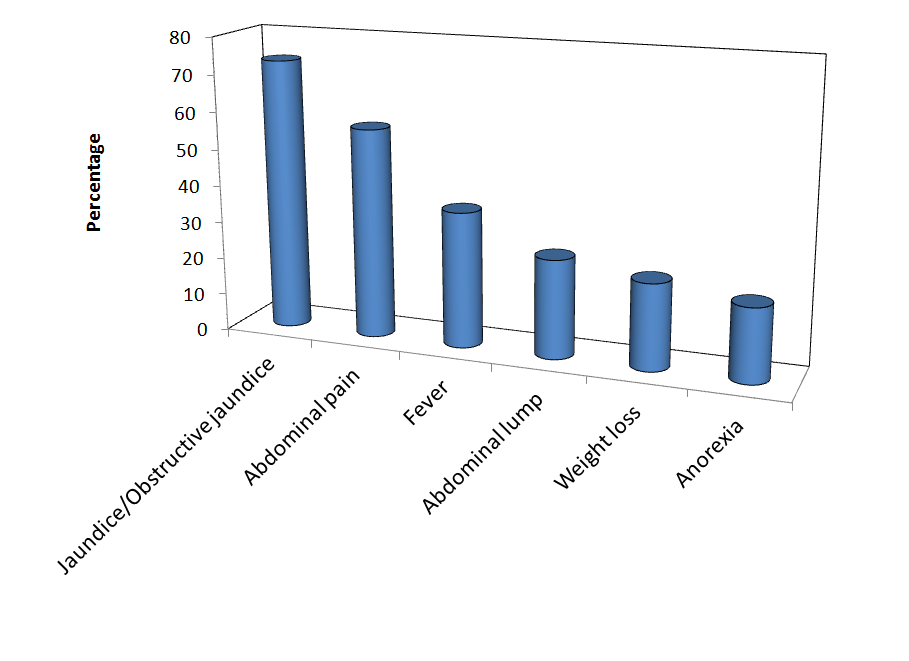 80
70
60
50
40
30
20
10
0
Percentage
Jaundice/Obstructive jaundice
Abdominal pain
Fever
Abdominal lump
Weight loss
Anorexia